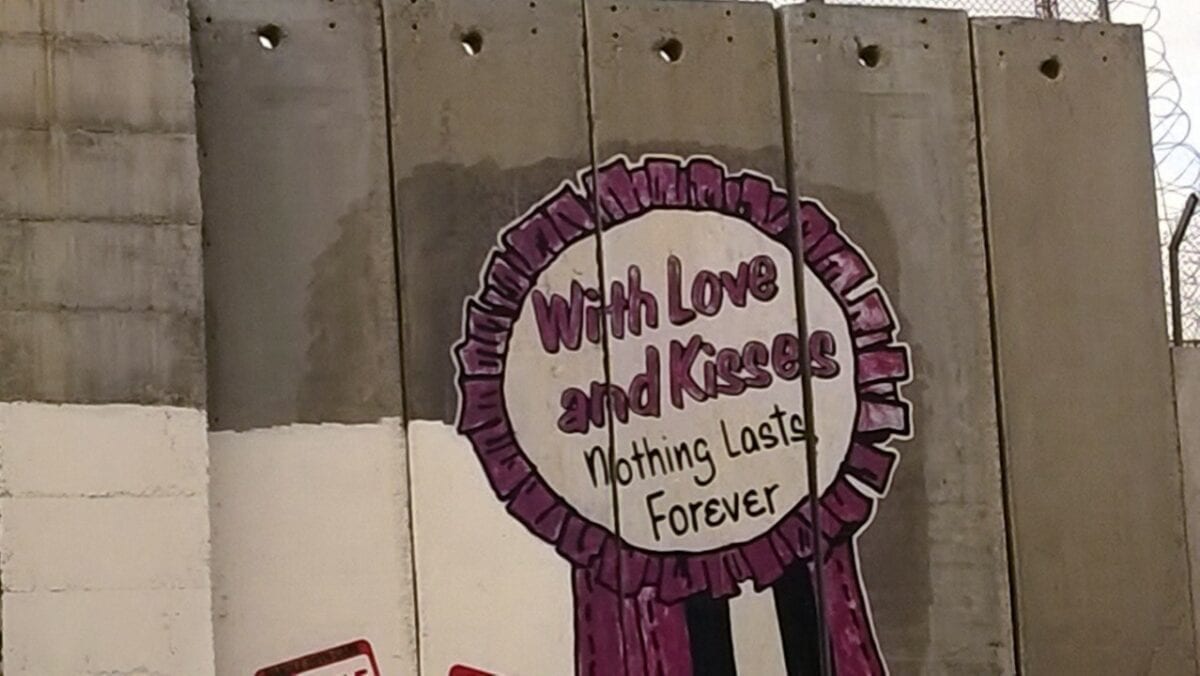 With Love
and Kisses
Nothing Lasts
Forever